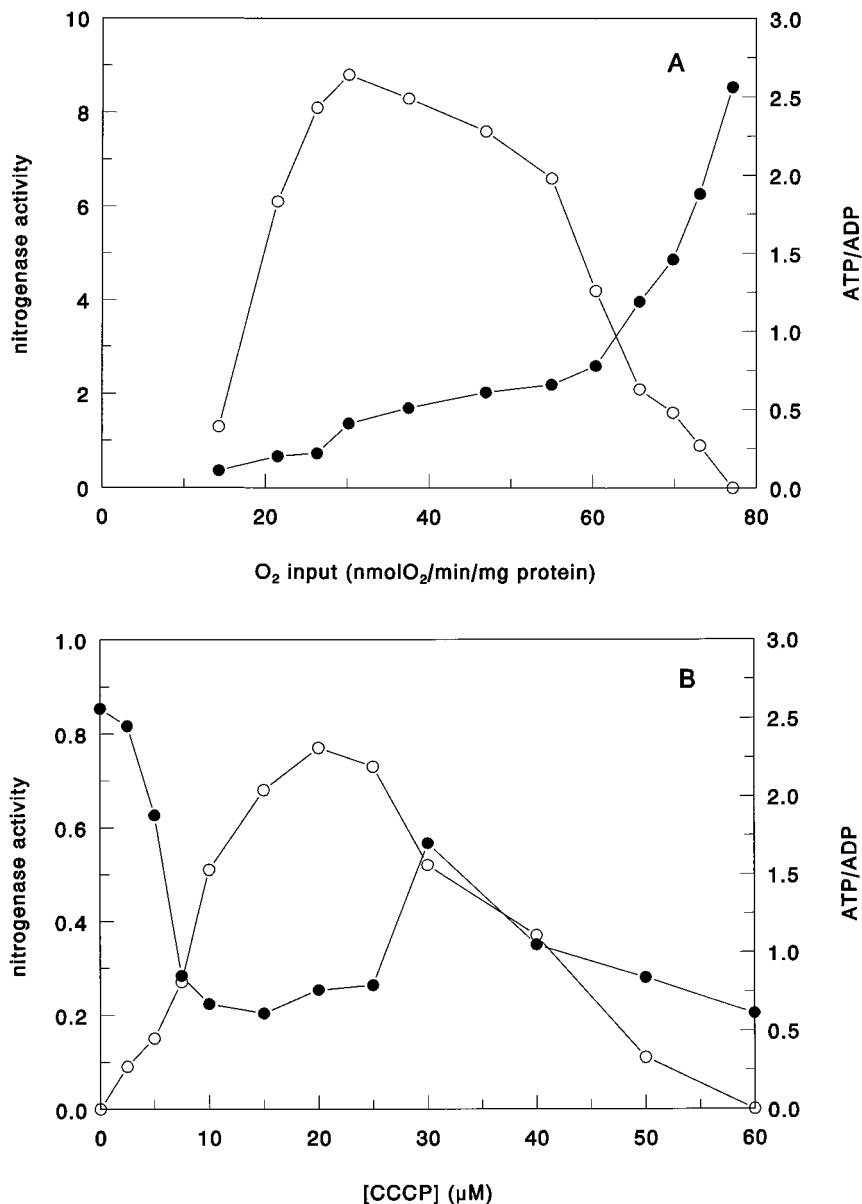 A
nitrogenase activity
ATP/ADP
10
8
6
4
2
0
3.0
2.5
2.0
1.5
1.0
0.5
0.0
0 20 40 60 80
O₂ input (nmolO₂/min/mg protein)
B
nitrogenase activity
ATP/ADP
1.0
0.8
0.6
0.4
0.2
0.0
3.0
2.5
2.0
1.5
1.0
0.5
0.0
0 10 20 30 40 50 60
[CCCP] (µM)